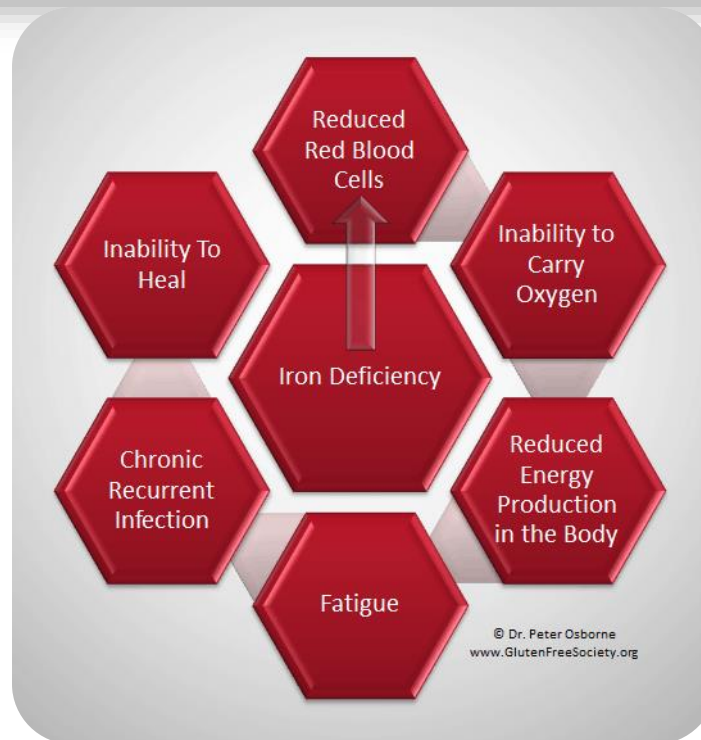 Reduced
Red Blood
Cells
Inability to
Carry
Oxygen
Reduced
Energy
Production
in the Body
Fatigue
Chronic
Recurrent
Infection
Inability To
Heal
Iron Deficiency
© Dr. Peter Osborne
www.GlutenFreeSociety.org